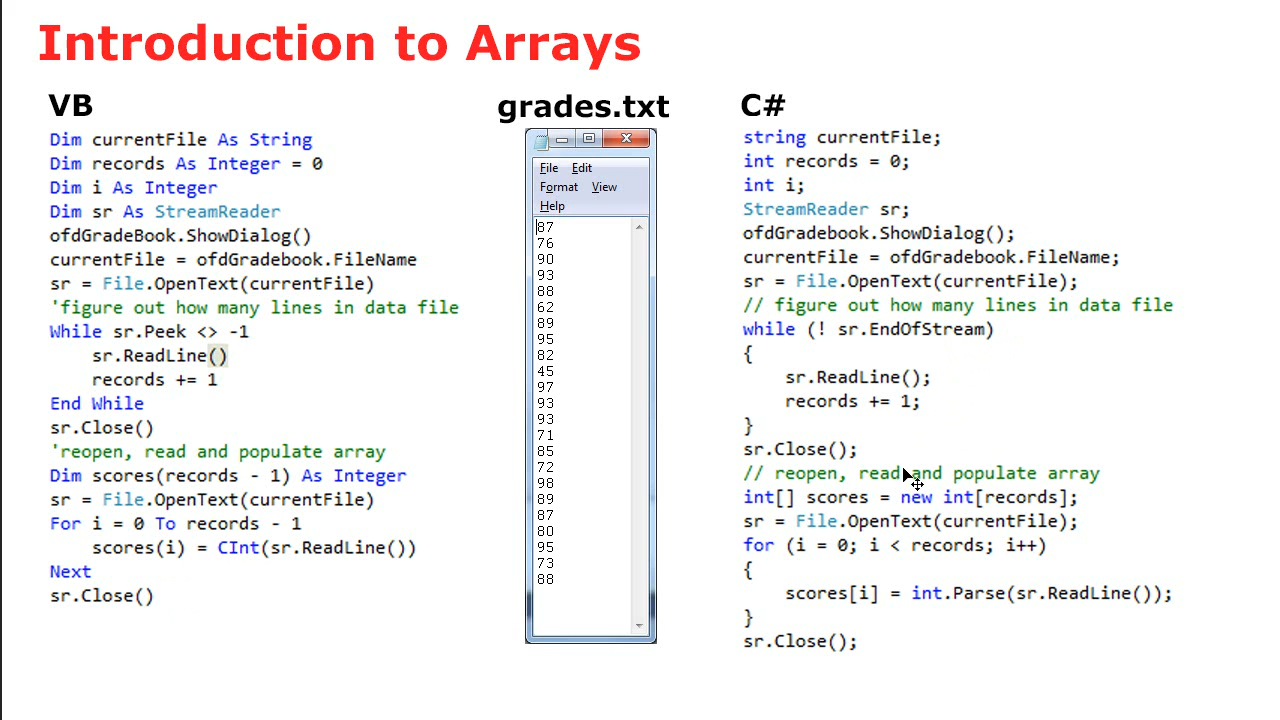 Introduction to Arrays
VB
Dim currentFile As String
Dim records As Integer = 0
Dim i As Integer
Dim sr As StreamReader
ofdGradeBook.ShowDialog()
currentFile = ofdGradebook.FileName
sr = File.OpenText(currentFile)
'figure out how many lines in data file
While sr.Peek <> -1
    sr.ReadLine()
    records += 1
End While
sr.Close()
'reopen, read and populate array
Dim scores(records - 1) As Integer
sr = File.OpenText(currentFile)
For i = 0 To records - 1
    scores(i) = CInt(sr.ReadLine())
Next
sr.Close()
grades.txt
File Edit
Format View
Help
87
76
90
93
88
62
89
95
82
45
97
93
93
71
85
72
98
89
87
80
95
73
88
C#
string currentFile;
int records = 0;
int i;
StreamReader sr;
ofdGradebook.ShowDialog();
currentFile = ofdGradebook.FileName;
sr = File.OpenText(currentFile);
// figure out how many lines in data file
while (! sr.EndOfStream)
{
    sr.ReadLine();
    records += 1;
}
sr.Close();
// reopen, read and populate array
int[] scores = new int[records];
sr = File.OpenText(currentFile);
for (i = 0; i < records; i++)
{
    scores[i] = int.Parse(sr.ReadLine());
}
sr.Close();